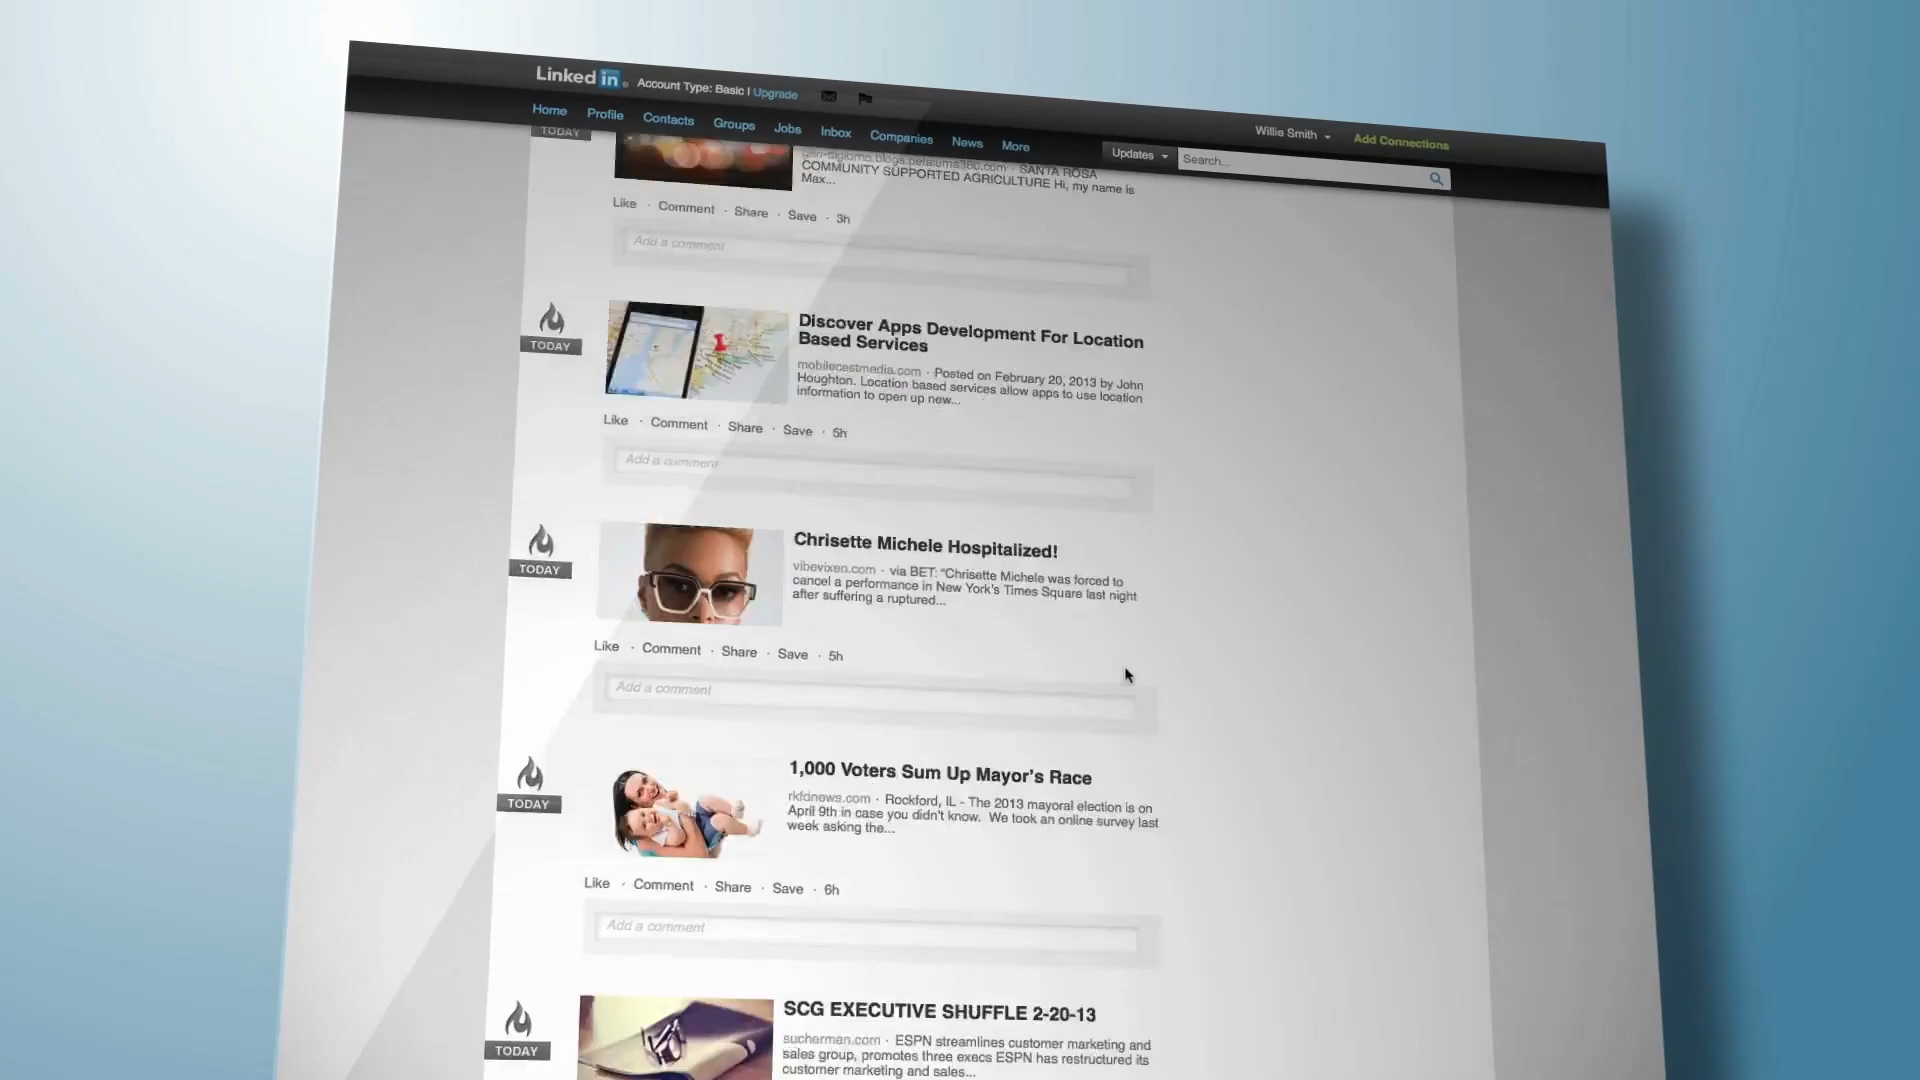 Linked in Account Type: Basic | Upgrade
Willie Smith Add Connections
Home Profile Contacts Groups Jobs Inbox Companies News More
Updates Search...
TODAY
SANTA ROSA
COMMUNITY SUPPORTED AGRICULTURE Hi, my name is
Max...
Like · Comment · Share · Save · 3h
Add a comment
TODAY
Discover Apps Development For Location
Based Services
mobilecestmedia.com · Posted on February 20, 2013 by John
Houghton. Location based services allow apps to use location
information to open up new...
Like · Comment · Share · Save · 5h
Add a comment
TODAY
Chrisette Michele Hospitalized!
vibevixen.com · via BET: "Chrisette Michele was forced to
cancel a performance in New York's Times Square last night
after suffering a ruptured...
Like · Comment · Share · Save · 5h
Add a comment
TODAY
1,000 Voters Sum Up Mayor's Race
rkfdnews.com · Rockford, IL - The 2013 mayoral election is on
April 9th in case you didn't know. We took an online survey last
week asking the...
Like · Comment · Share · Save · 6h
Add a comment
TODAY
SCG EXECUTIVE SHUFFLE 2-20-13
sucherman.com · ESPN streamlines customer marketing and
sales group, promotes three execs ESPN has restructured its
customer marketing and sales...